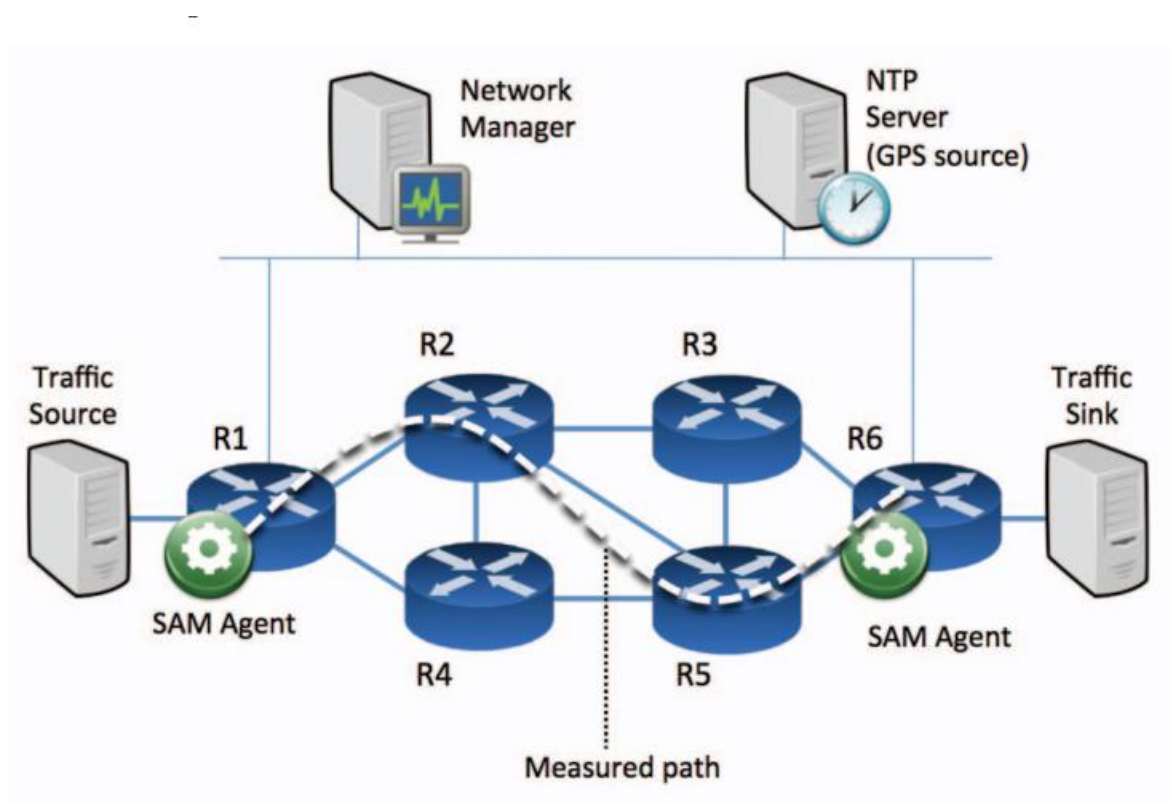 Network
Manager
NTP
Server
(GPS source)
R2
R3
Traffic
Source
R1
R6
Traffic
Sink
SAM Agent
SAM Agent
R4
R5
Measured path